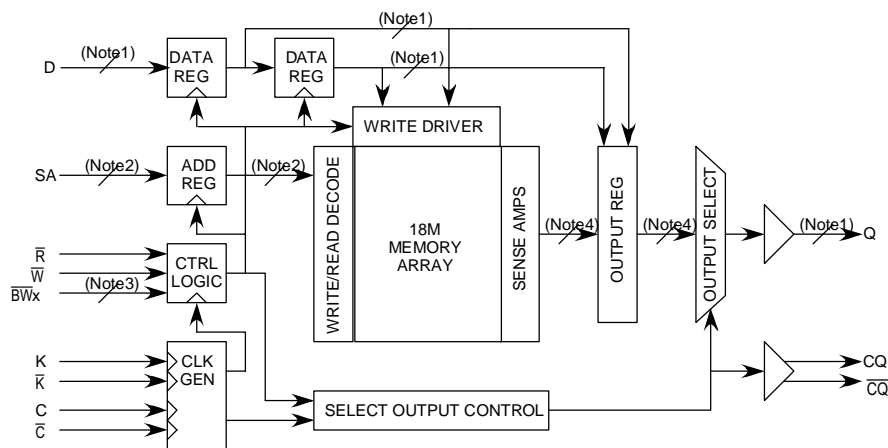 (Note1)
D
(Note1)
DATA
REG
DATA
REG
(Note1)
WRITE DRIVER
SA
(Note2)
ADD
REG
(Note2)
WRITE/READ DECODE
18M
MEMORY
ARRAY
SENSE AMPS
(Note4)
OUTPUT REG
(Note4)
OUTPUT SELECT
(Note1)
Q
R̅
W̅
B̅W̅x
(Note3)
CTRL
LOGIC
K
K̅
C
C̅
CLK
GEN
SELECT OUTPUT CONTROL
CQ
C̅Q̅